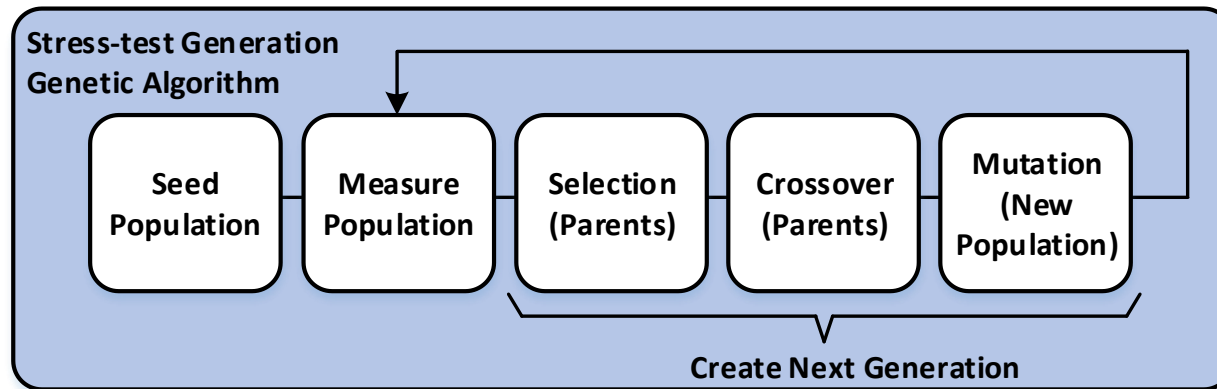 Stress-test Generation
Genetic Algorithm
Seed
Population
Measure
Population
Selection
(Parents)
Crossover
(Parents)
Mutation
(New
Population)
Create Next Generation